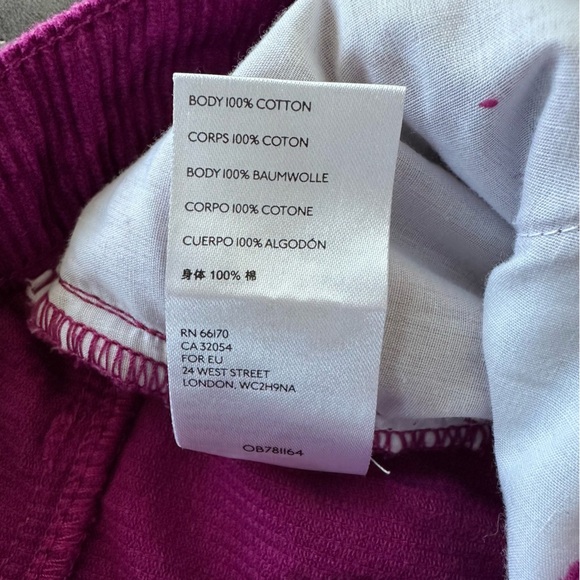 BODY 100% COTTON
CORPS 100% COTON
BODY 100% BAUMWOLLE
CORPO 100% COTONE
CUERPO 100% ALGODÓN
身体 100% 棉
RN 66170
CA 32054
FOR EU
24 WEST STREET
LONDON, WC2H9NA
OB781164